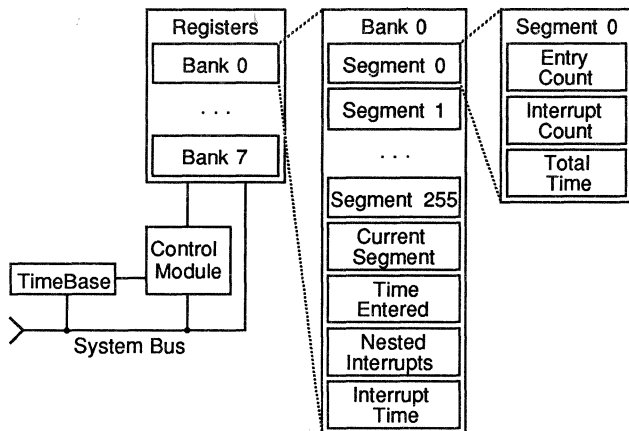 Registers
Bank 0
. . .
Bank 7
Control
Module
TimeBase
System Bus
Bank 0
Segment 0
Segment 1
. . .
Segment 255
Current
Segment
Time
Entered
Nested
Interrupts
Interrupt
Time
Segment 0
Entry
Count
Interrupt
Count
Total
Time